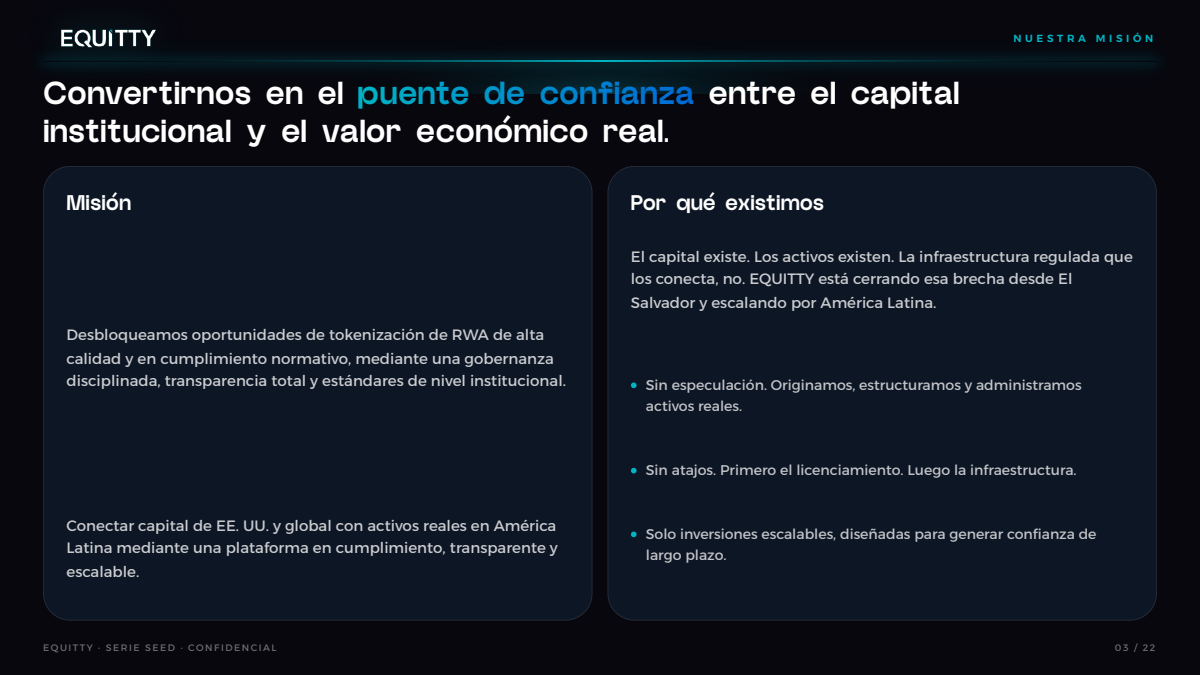 EQUITTY
NUESTRA MISIÓN
Convertirnos en el puente de confianza entre el capital
institucional y el valor económico real.
Misión
Desbloqueamos oportunidades de tokenización de RWA de alta
calidad y en cumplimiento normativo, mediante una gobernanza
disciplinada, transparencia total y estándares de nivel institucional.
Conectar capital de EE. UU. y global con activos reales en América
Latina mediante una plataforma en cumplimiento, transparente y
escalable.
Por qué existimos
El capital existe. Los activos existen. La infraestructura regulada que
los conecta, no. EQUITTY está cerrando esa brecha desde El
Salvador y escalando por América Latina.
• Sin especulación. Originamos, estructuramos y administramos
activos reales.
• Sin atajos. Primero el licenciamiento. Luego la infraestructura.
• Solo inversiones escalables, diseñadas para generar confianza de
largo plazo.
EQUITTY · SERIE SEED · CONFIDENCIAL
03 / 22